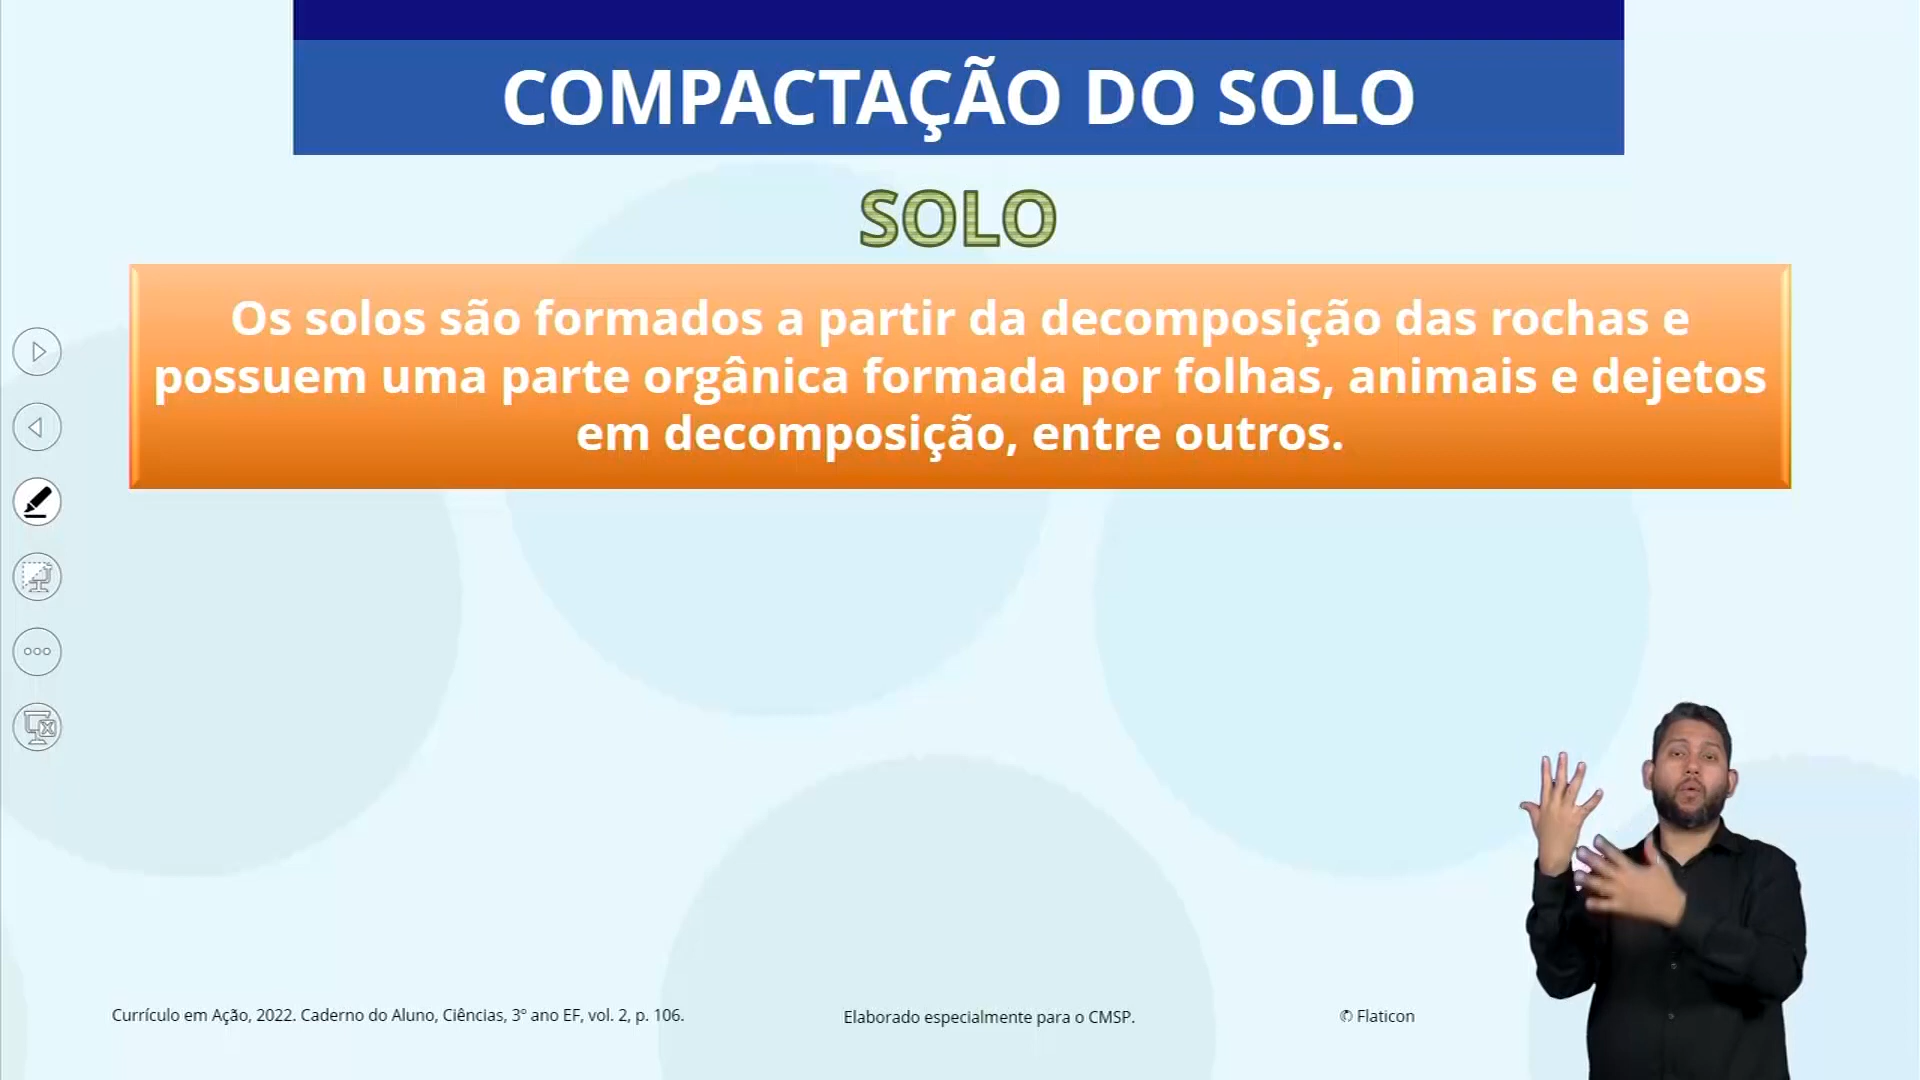 COMPACTAÇÃO DO SOLO
SOLO
Os solos são formados a partir da decomposição das rochas e
possuem uma parte orgânica formada por folhas, animais e dejetos
em decomposição, entre outros.
Currículo em Ação, 2022. Caderno do Aluno, Ciências, 3º ano EF, vol. 2, p. 106.
Elaborado especialmente para o CMSP.
© Flaticon